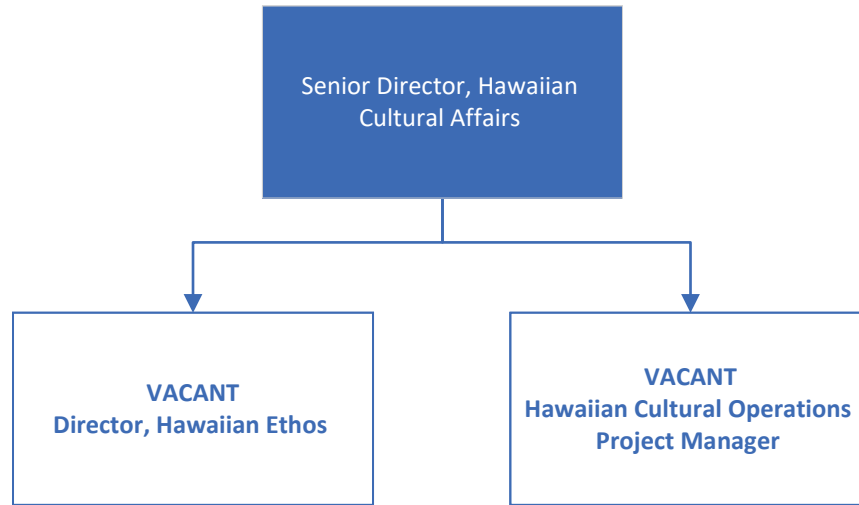 Senior Director, Hawaiian
Cultural Affairs
VACANT
Director, Hawaiian Ethos
VACANT
Hawaiian Cultural Operations
Project Manager